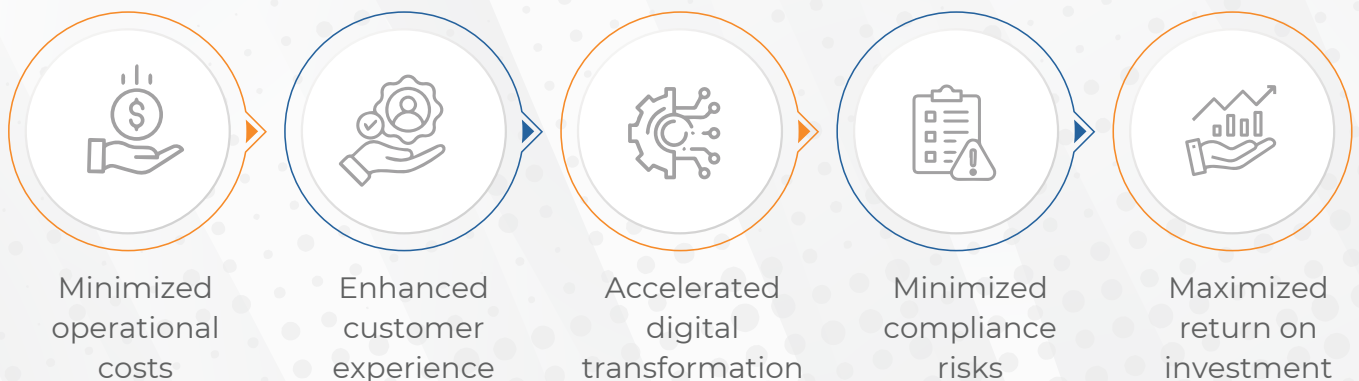 Minimized
operational
costs
Enhanced
customer
experience
Accelerated
digital
transformation
Minimized
compliance
risks
Maximized
return on
investment